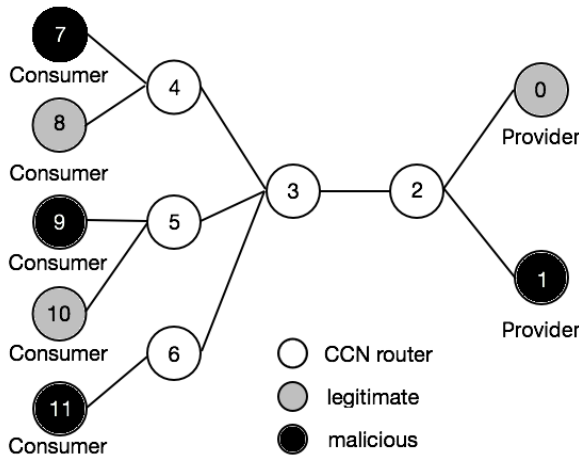 7
Consumer
4
0
8
Provider
Consumer
3
2
9
5
Consumer
1
10
Provider
Consumer
6
CCN router
11
legitimate
Consumer
malicious